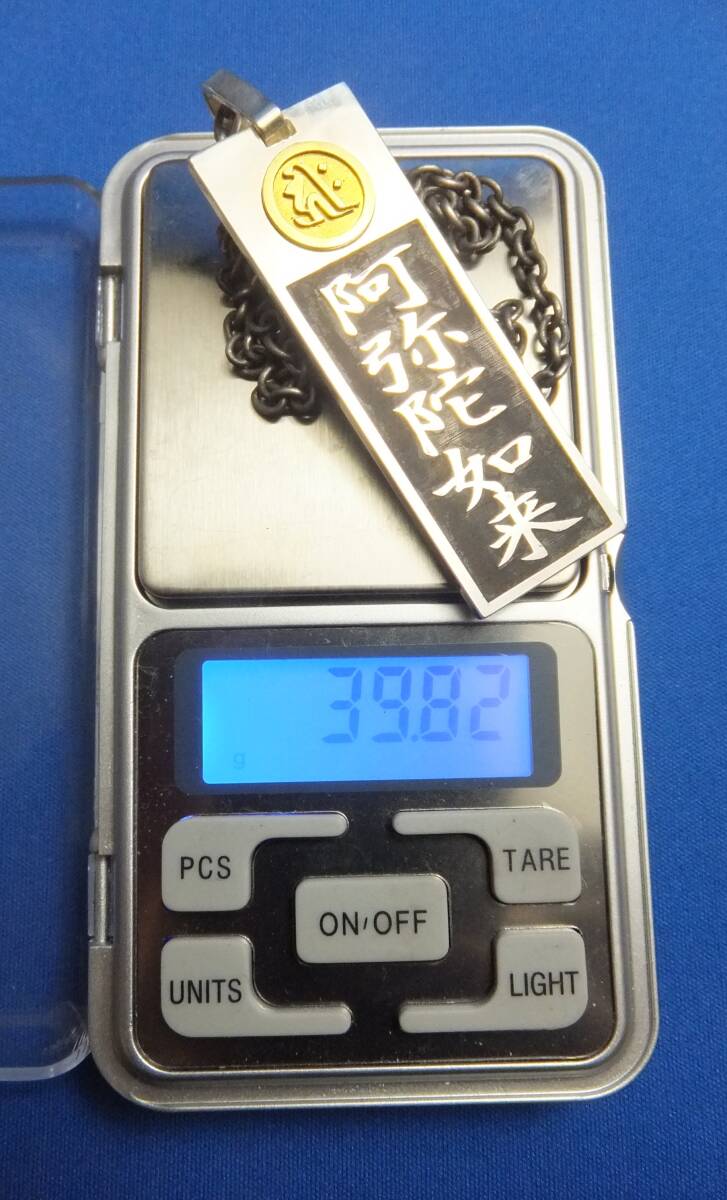 𑖮𑖿𑖨𑖱𑖾
阿弥陀如来
39.82
g
PCS
TARE
ON/OFF
UNITS
LIGHT